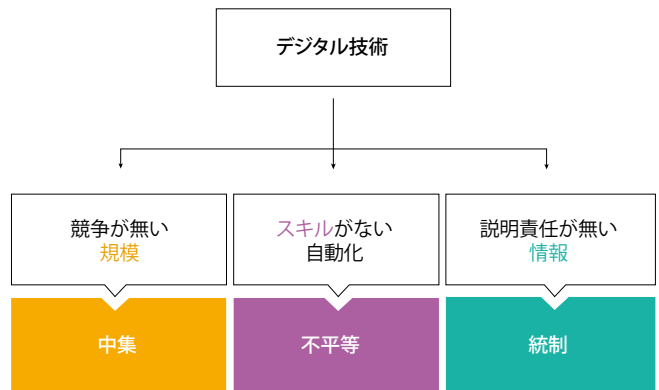 デジタル技術
競争が無い
規模
スキルがない
自動化
説明責任が無い
情報
中集
不平等
統制